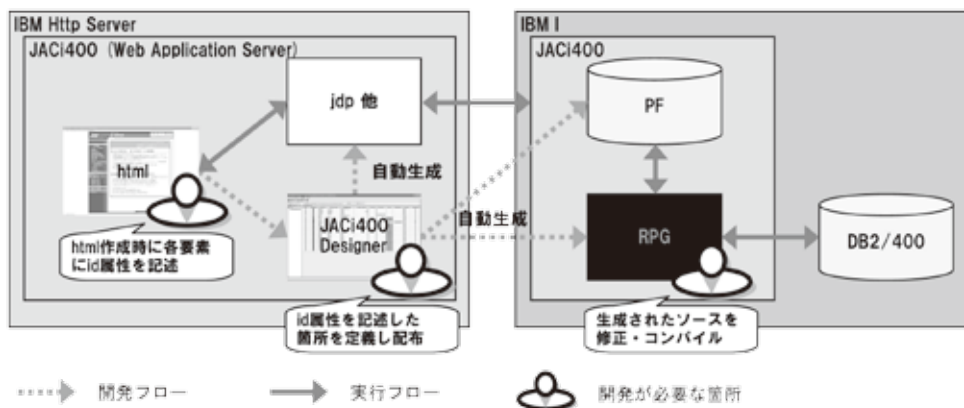 IBM Http Server
JACi400 (Web Application Server)
jdp 他
html
自動生成
JACi400
Designer
html作成時に各要素
にid属性を記述
id属性を記述した
箇所を定義し配布
IBM I
JACi400
PF
自動生成
RPG
DB2/400
生成されたソースを
修正・コンパイル
開発フロー
実行フロー
開発が必要な箇所